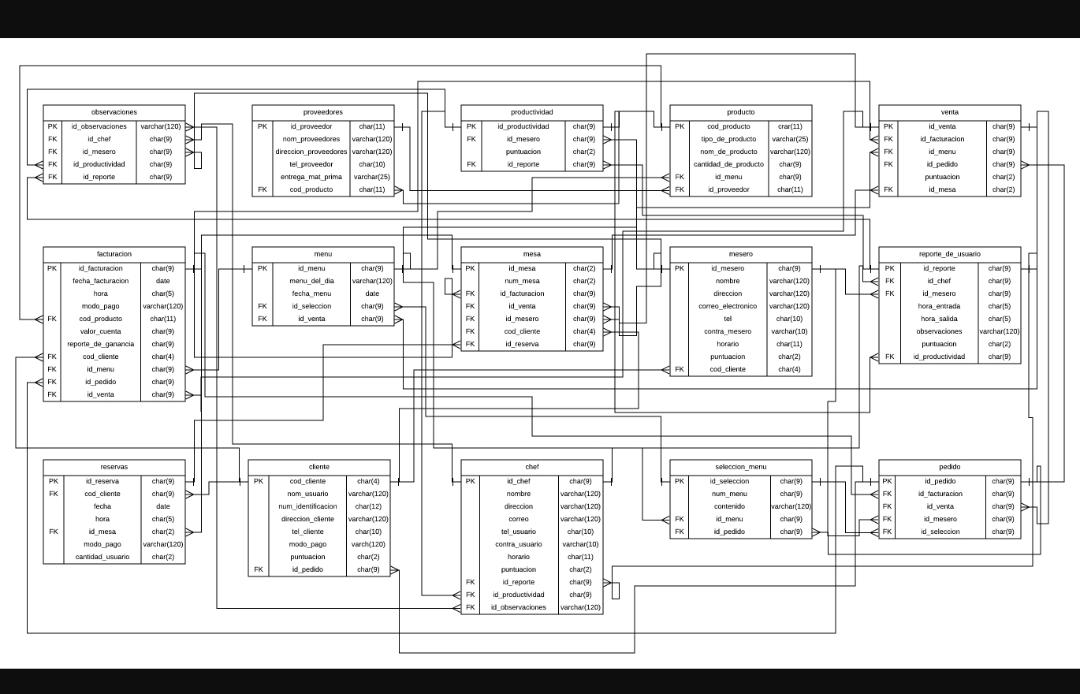 observaciones
PK id_observaciones varchar(120)
FK id_chef char(9)
FK id_mesero char(9)
FK id_productividad char(9)
FK id_reporte char(9)
proveedores
PK id_proveedor char(11)
nom_proveedores varchar(120)
direccion_proveedores varchar(120)
tel_proveedor char(10)
entrega_mat_prima varchar(25)
FK cod_producto char(11)
productividad
PK id_productividad char(9)
FK id_mesero char(9)
puntuacion char(2)
FK id_reporte char(9)
producto
PK cod_producto crar(11)
tipo_de_producto varchar(25)
nom_de_producto varchar(120)
cantidad_de_producto char(9)
FK id_menu char(9)
FK id_proveedor char(11)
venta
PK id_venta char(9)
FK id_facturacion char(9)
FK id_menu char(9)
FK id_pedido char(9)
puntuacion char(2)
FK id_mesa char(2)
facturacion
PK id_facturacion char(9)
fecha_facturacion date
hora char(5)
modo_pago varchar(120)
FK cod_producto char(11)
valor_cuenta char(9)
reporte_de_ganancia char(9)
FK cod_cliente char(4)
FK id_menu char(9)
FK id_pedido char(9)
FK id_venta char(9)
menu
PK id_menu char(9)
menu_del_dia varchar(120)
fecha_menu date
FK id_seleccion char(9)
FK id_venta char(9)
mesa
PK id_mesa char(2)
num_mesa char(2)
FK id_facturacion char(9)
FK id_venta char(9)
FK id_mesero char(9)
FK cod_cliente char(4)
FK id_reserva char(9)
mesero
PK id_mesero char(9)
nombre varchar(120)
direccion varchar(120)
correo_electronico varchar(120)
tel char(10)
contra_mesero varchar(10)
horario char(11)
puntuacion char(2)
FK cod_cliente char(4)
reporte_de_usuario
PK id_reporte char(9)
FK id_chef char(9)
FK id_mesero char(9)
hora_entrada char(5)
hora_salida char(5)
observaciones varchar(120)
puntuacion char(2)
FK id_productividad char(9)
reservas
PK id_reserva char(9)
FK cod_cliente char(9)
fecha date
hora char(5)
FK id_mesa char(2)
modo_pago varchar(120)
cantidad_usuario char(2)
cliente
PK cod_cliente char(4)
nom_usuario varchar(120)
num_identificacion char(12)
direccion_cliente varchar(120)
tel_cliente char(10)
modo_pago varch(120)
puntuacion char(2)
FK id_pedido char(9)
chef
PK id_chef char(9)
nombre varchar(120)
direccion varchar(120)
correo varchar(120)
tel_usuario char(10)
contra_usuario varchar(10)
horario char(11)
puntuacion char(2)
FK id_reporte char(9)
FK id_productividad char(9)
FK id_observaciones varchar(120)
seleccion_menu
PK id_seleccion char(9)
num_menu char(9)
contenido varchar(120)
FK id_menu char(9)
FK id_pedido char(9)
pedido
PK id_pedido char(9)
FK id_facturacion char(9)
FK id_venta char(9)
FK id_mesero char(9)
FK id_seleccion char(9)